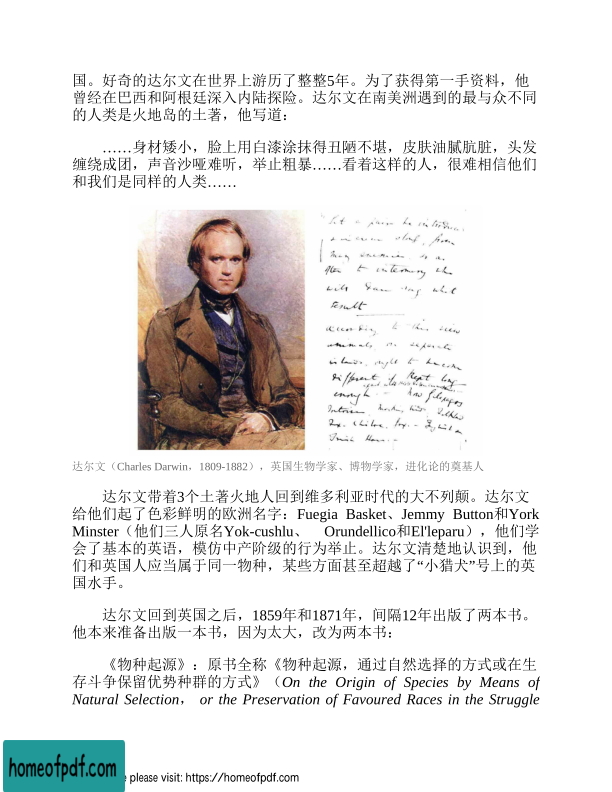 国。好奇的达尔文在世界上游历了整整5年。为了获得第一手资料，他
曾经在巴西和阿根廷深入内陆探险。达尔文在南美洲遇到的最与众不同
的人类是火地岛的土著，他写道：
……身材矮小，脸上用白漆涂抹得丑陋不堪，皮肤油腻肮脏，头发
缠绕成团，声音沙哑难听，举止粗暴……看着这样的人，很难相信他们
和我们是同样的人类……
according to this view
animals on separate
islands, ought to become
different if kept long
enough
达尔文（Charles Darwin，1809-1882），英国生物学家、博物学家，进化论的奠基人
达尔文带着3个土著火地人回到维多利亚时代的大不列颠。达尔文
给他们起了色彩鲜明的欧洲名字：Fuegia Basket、Jemmy Button和York
Minster（他们三人原名Yok-cushlu、 Orundellico和El'leparu），他们学
会了基本的英语，模仿中产阶级的行为举止。达尔文清楚地认识到，他
们和英国人应当属于同一物种，某些方面甚至超越了“小猎犬”号上的英
国水手。
达尔文回到英国之后，1859年和1871年，间隔12年出版了两本书。
他本来准备出版一本书，因为太大，改为两本书：
《物种起源》：原书全称《物种起源，通过自然选择的方式或在生
存斗争保留优势种群的方式》（On the Origin of Species by Means of
Natural Selection， or the Preservation of Favoured Races in the Struggle
homeofpdf.com
e please visit: https://homeofpdf.com